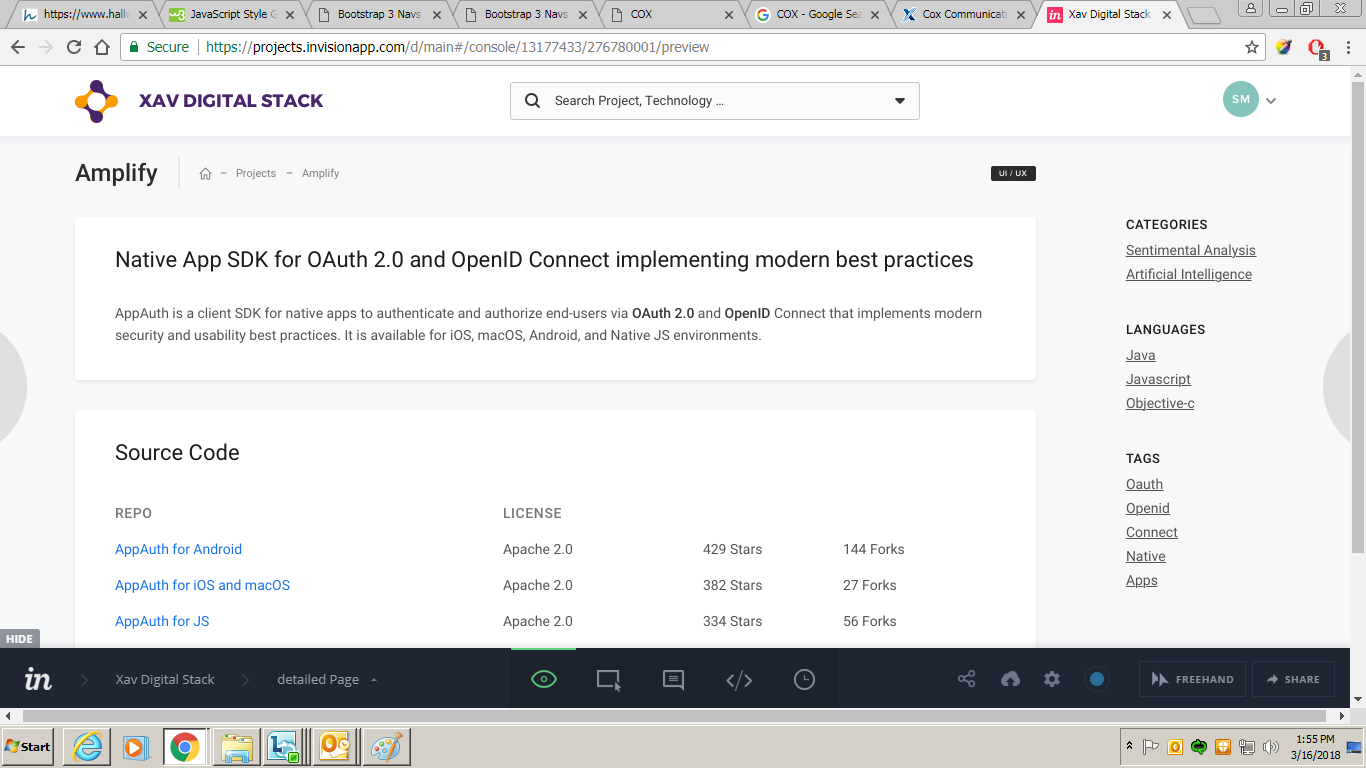 https://www.hallw
JavaScript Style G
Bootstrap 3 Navs
Bootstrap 3 Navs
COX
COX - Google Sea
Cox Communicati
Xav Digital Stack
Secure https://projects.invisionapp.com/d/main#/console/13177433/276780001/preview
3
XAV DIGITAL STACK
Search Project, Technology ...
SM
Amplify
– Projects – Amplify
UI / UX
Native App SDK for OAuth 2.0 and OpenID Connect implementing modern best practices
AppAuth is a client SDK for native apps to authenticate and authorize end-users via OAuth 2.0 and OpenID Connect that implements modern
security and usability best practices. It is available for iOS, macOS, Android, and Native JS environments.
Source Code
REPO LICENSE
AppAuth for Android Apache 2.0 429 Stars 144 Forks
AppAuth for iOS and macOS Apache 2.0 382 Stars 27 Forks
AppAuth for JS Apache 2.0 334 Stars 56 Forks
CATEGORIES
Sentimental Analysis
Artificial Intelligence
LANGUAGES
Java
Javascript
Objective-c
TAGS
Oauth
Openid
Connect
Native
Apps
HIDE
in Xav Digital Stack detailed Page
FREEHAND
SHARE
Start
1:55 PM
3/16/2018